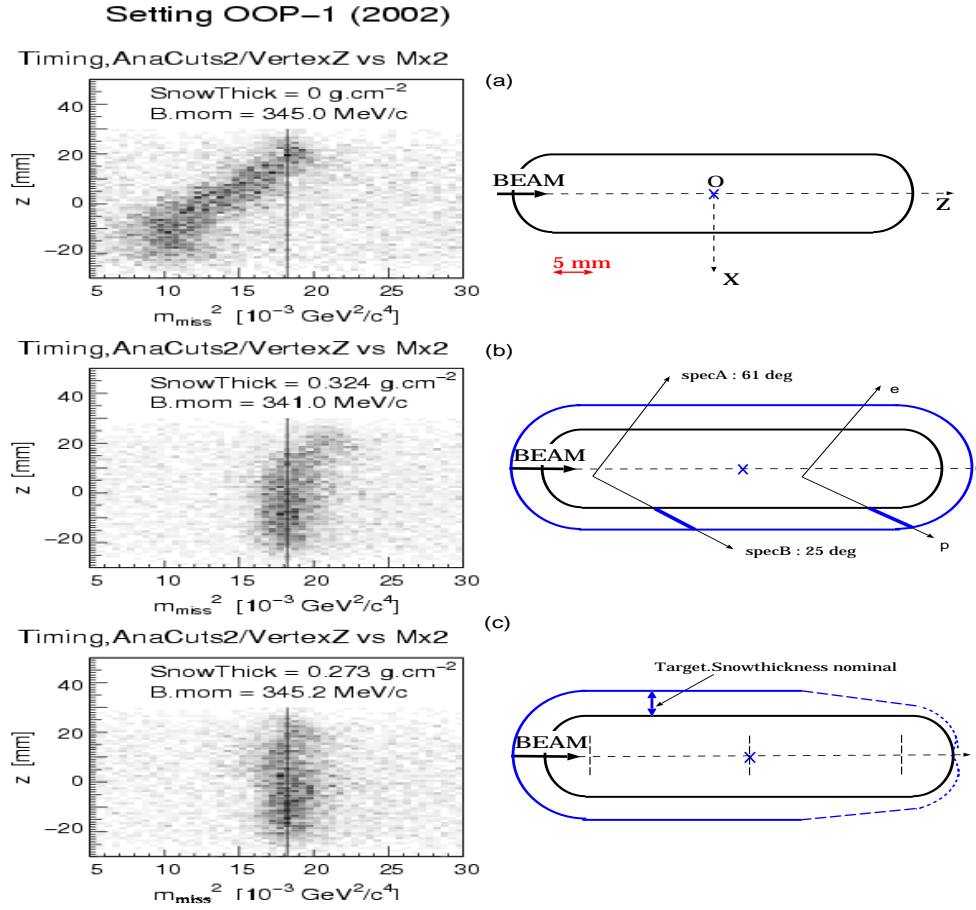 Setting OOP-1 (2002)
Timing,AnaCuts2/VertexZ vs Mx2
SnowThick = 0 g.cm⁻²
B.mom = 345.0 MeV/c
z [mm]
40
20
0
-20
5 10 15 20 25 30
m_miss² [10⁻³ GeV²/c⁴]
(a)
BEAM
O
Z
X
5 mm
Timing,AnaCuts2/VertexZ vs Mx2
SnowThick = 0.324 g.cm⁻²
B.mom = 341.0 MeV/c
z [mm]
40
20
0
-20
5 10 15 20 25 30
m_miss² [10⁻³ GeV²/c⁴]
(b)
specA : 61 deg
e
BEAM
specB : 25 deg
p
Timing,AnaCuts2/VertexZ vs Mx2
SnowThick = 0.273 g.cm⁻²
B.mom = 345.2 MeV/c
z [mm]
40
20
0
-20
5 10 15 20 25 30
m_miss² [10⁻³ GeV²/c⁴]
(c)
Target.Snowthickness nominal
BEAM